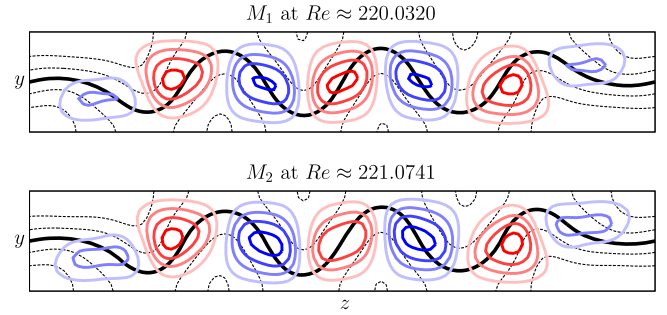 M₁ at Re ≈ 220.0320
y
M₂ at Re ≈ 221.0741
y
z